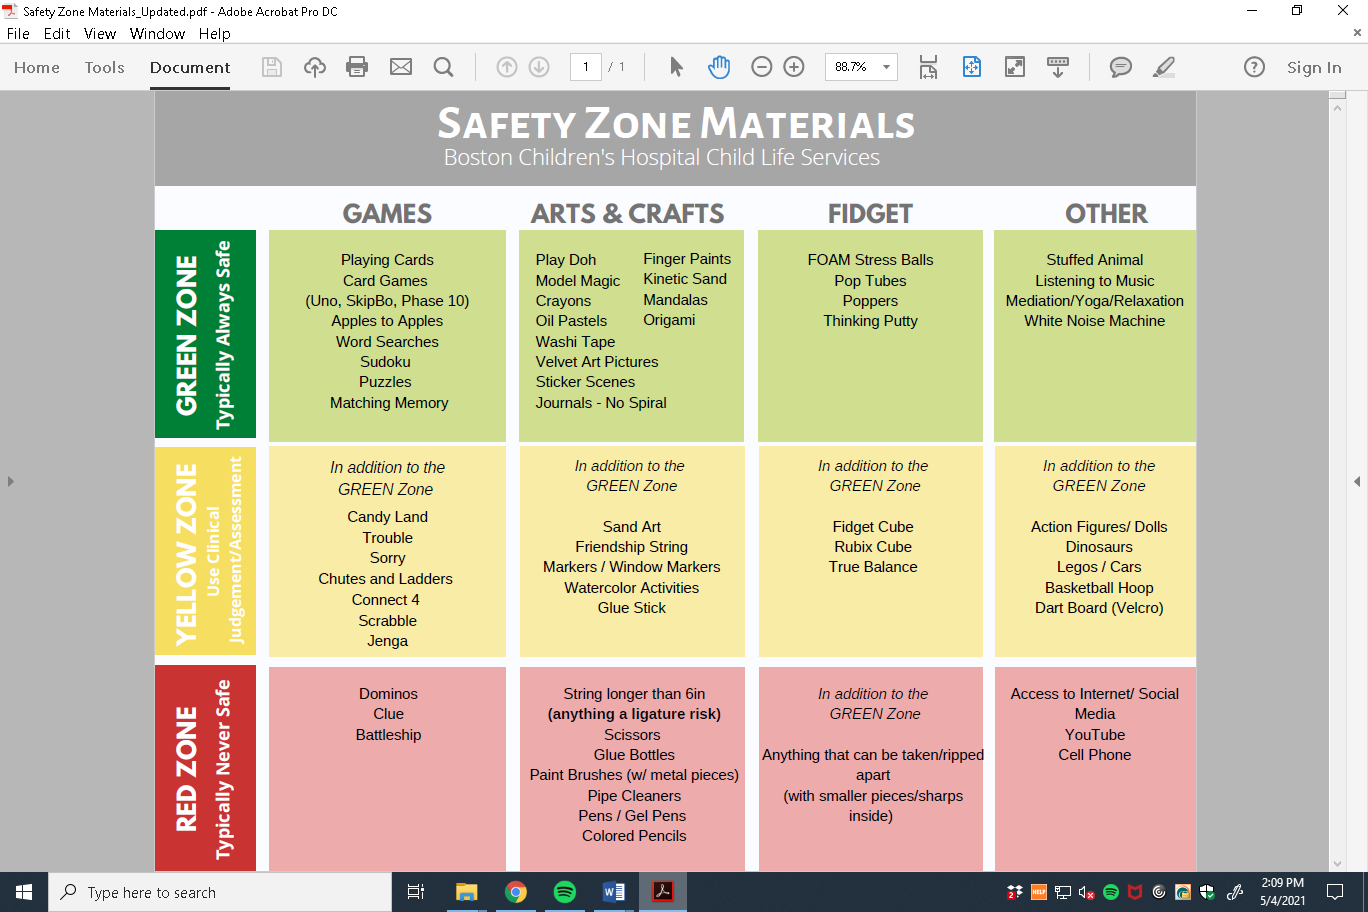 Safety Zone Materials_Updated.pdf - Adobe Acrobat Pro DC
File Edit View Window Help
Home Tools Document 1 / 1 88.7% Sign In
SAFETY ZONE MATERIALS
Boston Children's Hospital Child Life Services
GAMES ARTS & CRAFTS FIDGET OTHER
GREEN ZONE
Typically Always Safe
Playing Cards
Card Games
(Uno, SkipBo, Phase 10)
Apples to Apples
Word Searches
Sudoku
Puzzles
Matching Memory
Play Doh
Model Magic
Crayons
Oil Pastels
Washi Tape
Velvet Art Pictures
Sticker Scenes
Journals - No Spiral
Finger Paints
Kinetic Sand
Mandalas
Origami
FOAM Stress Balls
Pop Tubes
Poppers
Thinking Putty
Stuffed Animal
Listening to Music
Mediation/Yoga/Relaxation
White Noise Machine
YELLOW ZONE
Use Clinical
Judgement/Assessment
In addition to the
GREEN Zone
Candy Land
Trouble
Sorry
Chutes and Ladders
Connect 4
Scrabble
Jenga
In addition to the
GREEN Zone
Sand Art
Friendship String
Markers / Window Markers
Watercolor Activities
Glue Stick
In addition to the
GREEN Zone
Fidget Cube
Rubix Cube
True Balance
In addition to the
GREEN Zone
Action Figures/ Dolls
Dinosaurs
Legos / Cars
Basketball Hoop
Dart Board (Velcro)
RED ZONE
Typically Never Safe
Dominos
Clue
Battleship
String longer than 6in
(anything a ligature risk)
Scissors
Glue Bottles
Paint Brushes (w/ metal pieces)
Pipe Cleaners
Pens / Gel Pens
Colored Pencils
In addition to the
GREEN Zone
Anything that can be taken/ripped
apart
(with smaller pieces/sharps
inside)
Access to Internet/ Social
Media
YouTube
Cell Phone
Type here to search
HELP
2:09 PM
5/4/2021